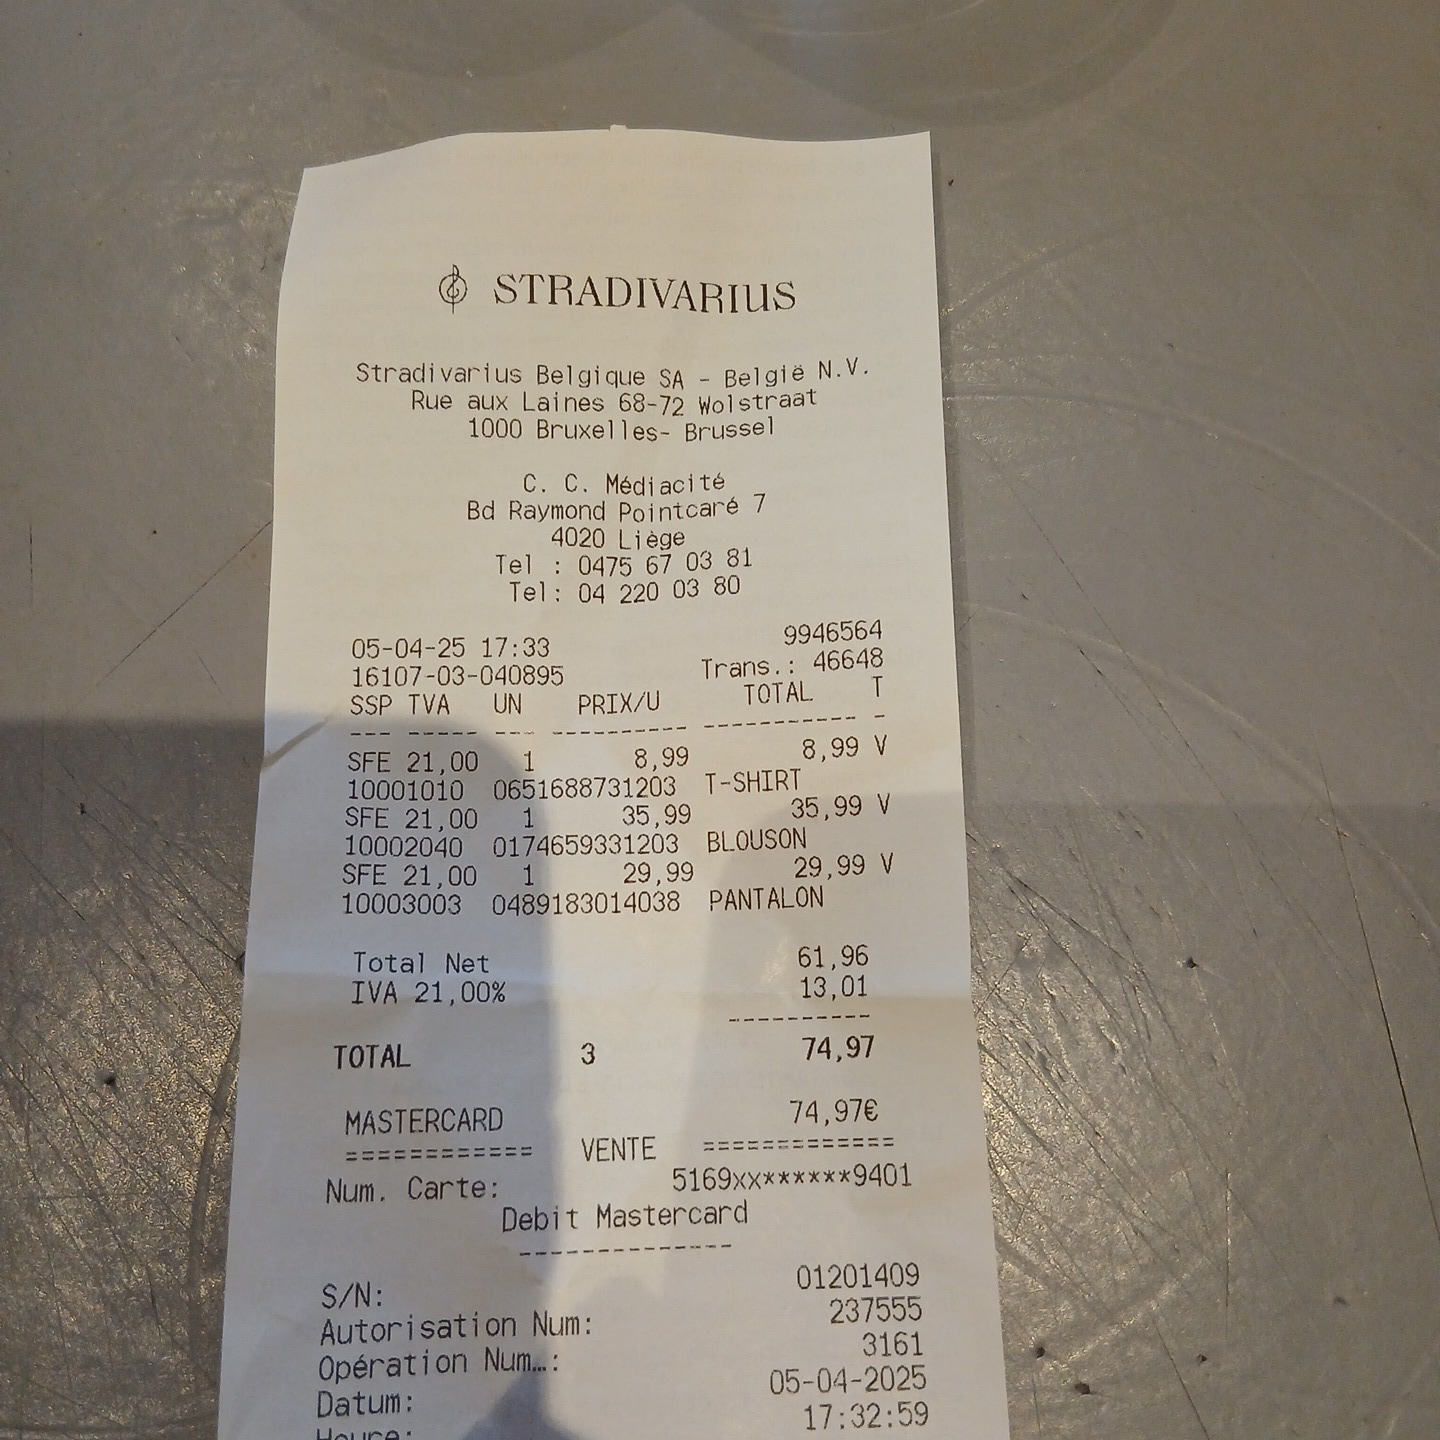 STRADIVARIUS
Stradivarius Belgique SA - België N.V.
Rue aux Laines 68-72 Wolstraat
1000 Bruxelles- Brussel
C. C. Médiacité
Bd Raymond Pointcaré 7
4020 Liège
Tel : 0475 67 03 81
Tel: 04 220 03 80
05-04-25 17:33 9946564
16107-03-040895 Trans.: 46648
SSP TVA UN PRIX/U TOTAL T
--- ----- --- ---------- ----------- -
SFE 21,00 1 8,99 8,99 V
10001010 0651688731203 T-SHIRT
SFE 21,00 1 35,99 35,99 V
10002040 0174659331203 BLOUSON
SFE 21,00 1 29,99 29,99 V
10003003 0489183014038 PANTALON
Total Net 61,96
IVA 21,00% 13,01
----------
TOTAL 3 74,97
MASTERCARD 74,97€
============ VENTE ============
Num. Carte: 5169xx******9401
Debit Mastercard
--------------
S/N: 01201409
Autorisation Num: 237555
Opération Num…: 3161
Datum: 05-04-2025
Heure: 17:32:59